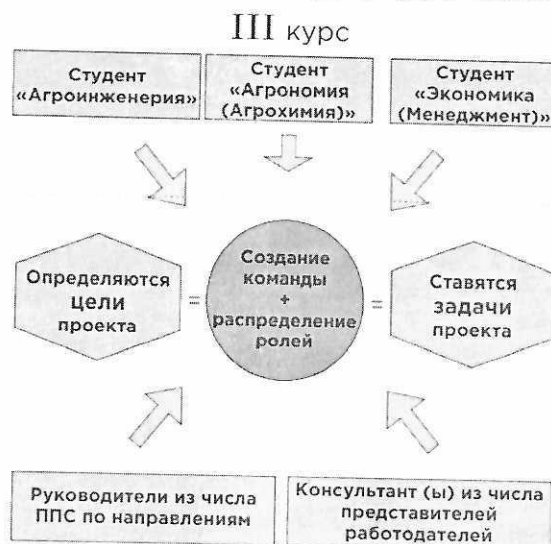 III курс
Студент
«Агроинженерия»
Студент
«Агрономия
(Агрохимия)»
Студент
«Экономика
(Менеджмент)»
Определяются
цели
проекта
=
Создание
команды
+
распределение
ролей
=
Ставятся
задачи
проекта
Руководители из числа
ППС по направлениям
Консультант (ы) из числа
представителей
работодателей